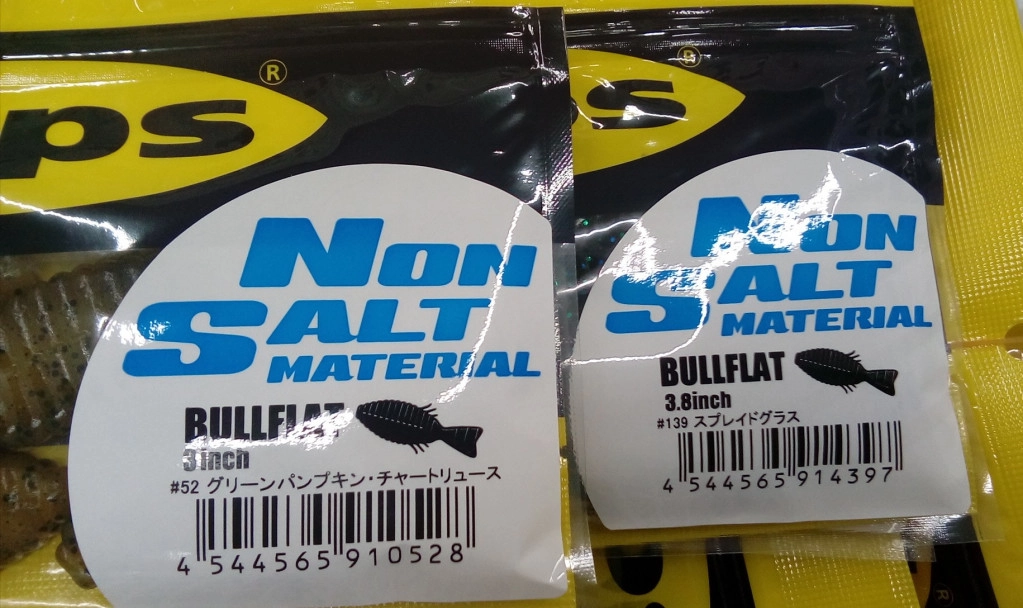 ps
®
NON
SALT
MATERIAL
BULLFLAT
3inch
#52 グリーンパンプキン・チャートリュース
4 544565 910528
s
®
NON
SALT
MATERIAL
BULLFLAT
3.8inch
#139 スプレイドグラス
4 544565 914397
®